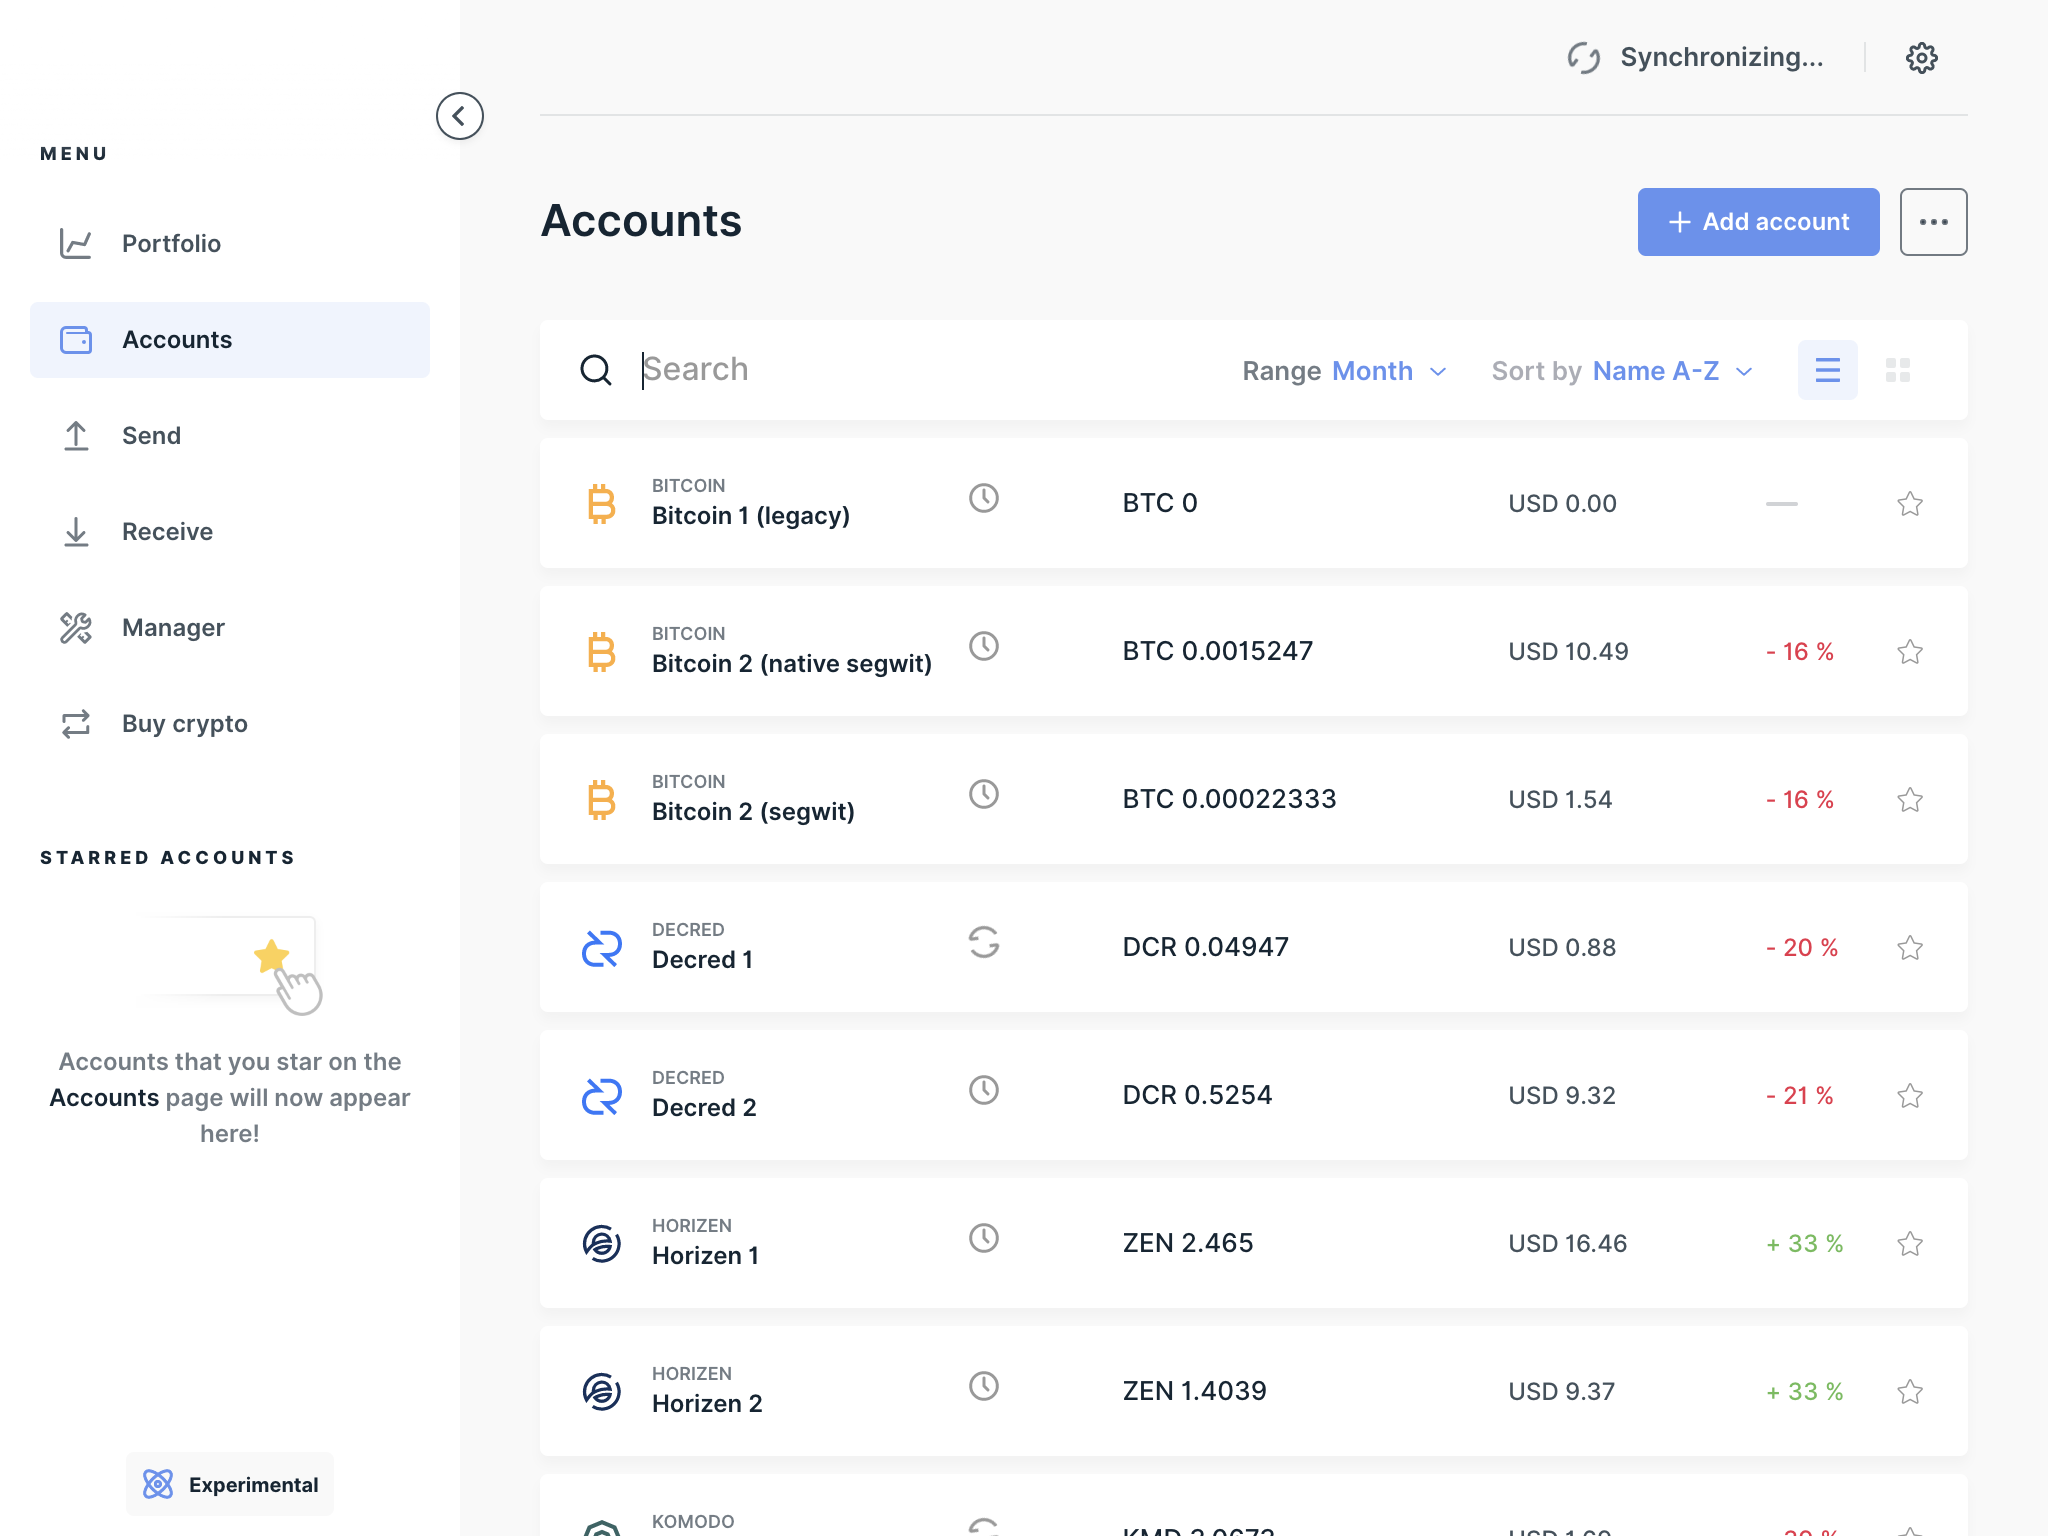 Synchronizing...
MENU
Portfolio
Accounts
Send
Receive
Manager
Buy crypto
STARRED ACCOUNTS
Accounts that you star on the
Accounts page will now appear
here!
Experimental
Accounts
Add account
Search
Range Month
Sort by Name A-Z
BITCOIN
Bitcoin 1 (legacy)
BTC 0
USD 0.00
BITCOIN
Bitcoin 2 (native segwit)
BTC 0.0015247
USD 10.49
- 16 %
BITCOIN
Bitcoin 2 (segwit)
BTC 0.00022333
USD 1.54
- 16 %
DECRED
Decred 1
DCR 0.04947
USD 0.88
- 20 %
DECRED
Decred 2
DCR 0.5254
USD 9.32
- 21 %
HORIZEN
Horizen 1
ZEN 2.465
USD 16.46
+ 33 %
HORIZEN
Horizen 2
ZEN 1.4039
USD 9.37
+ 33 %
KOMODO